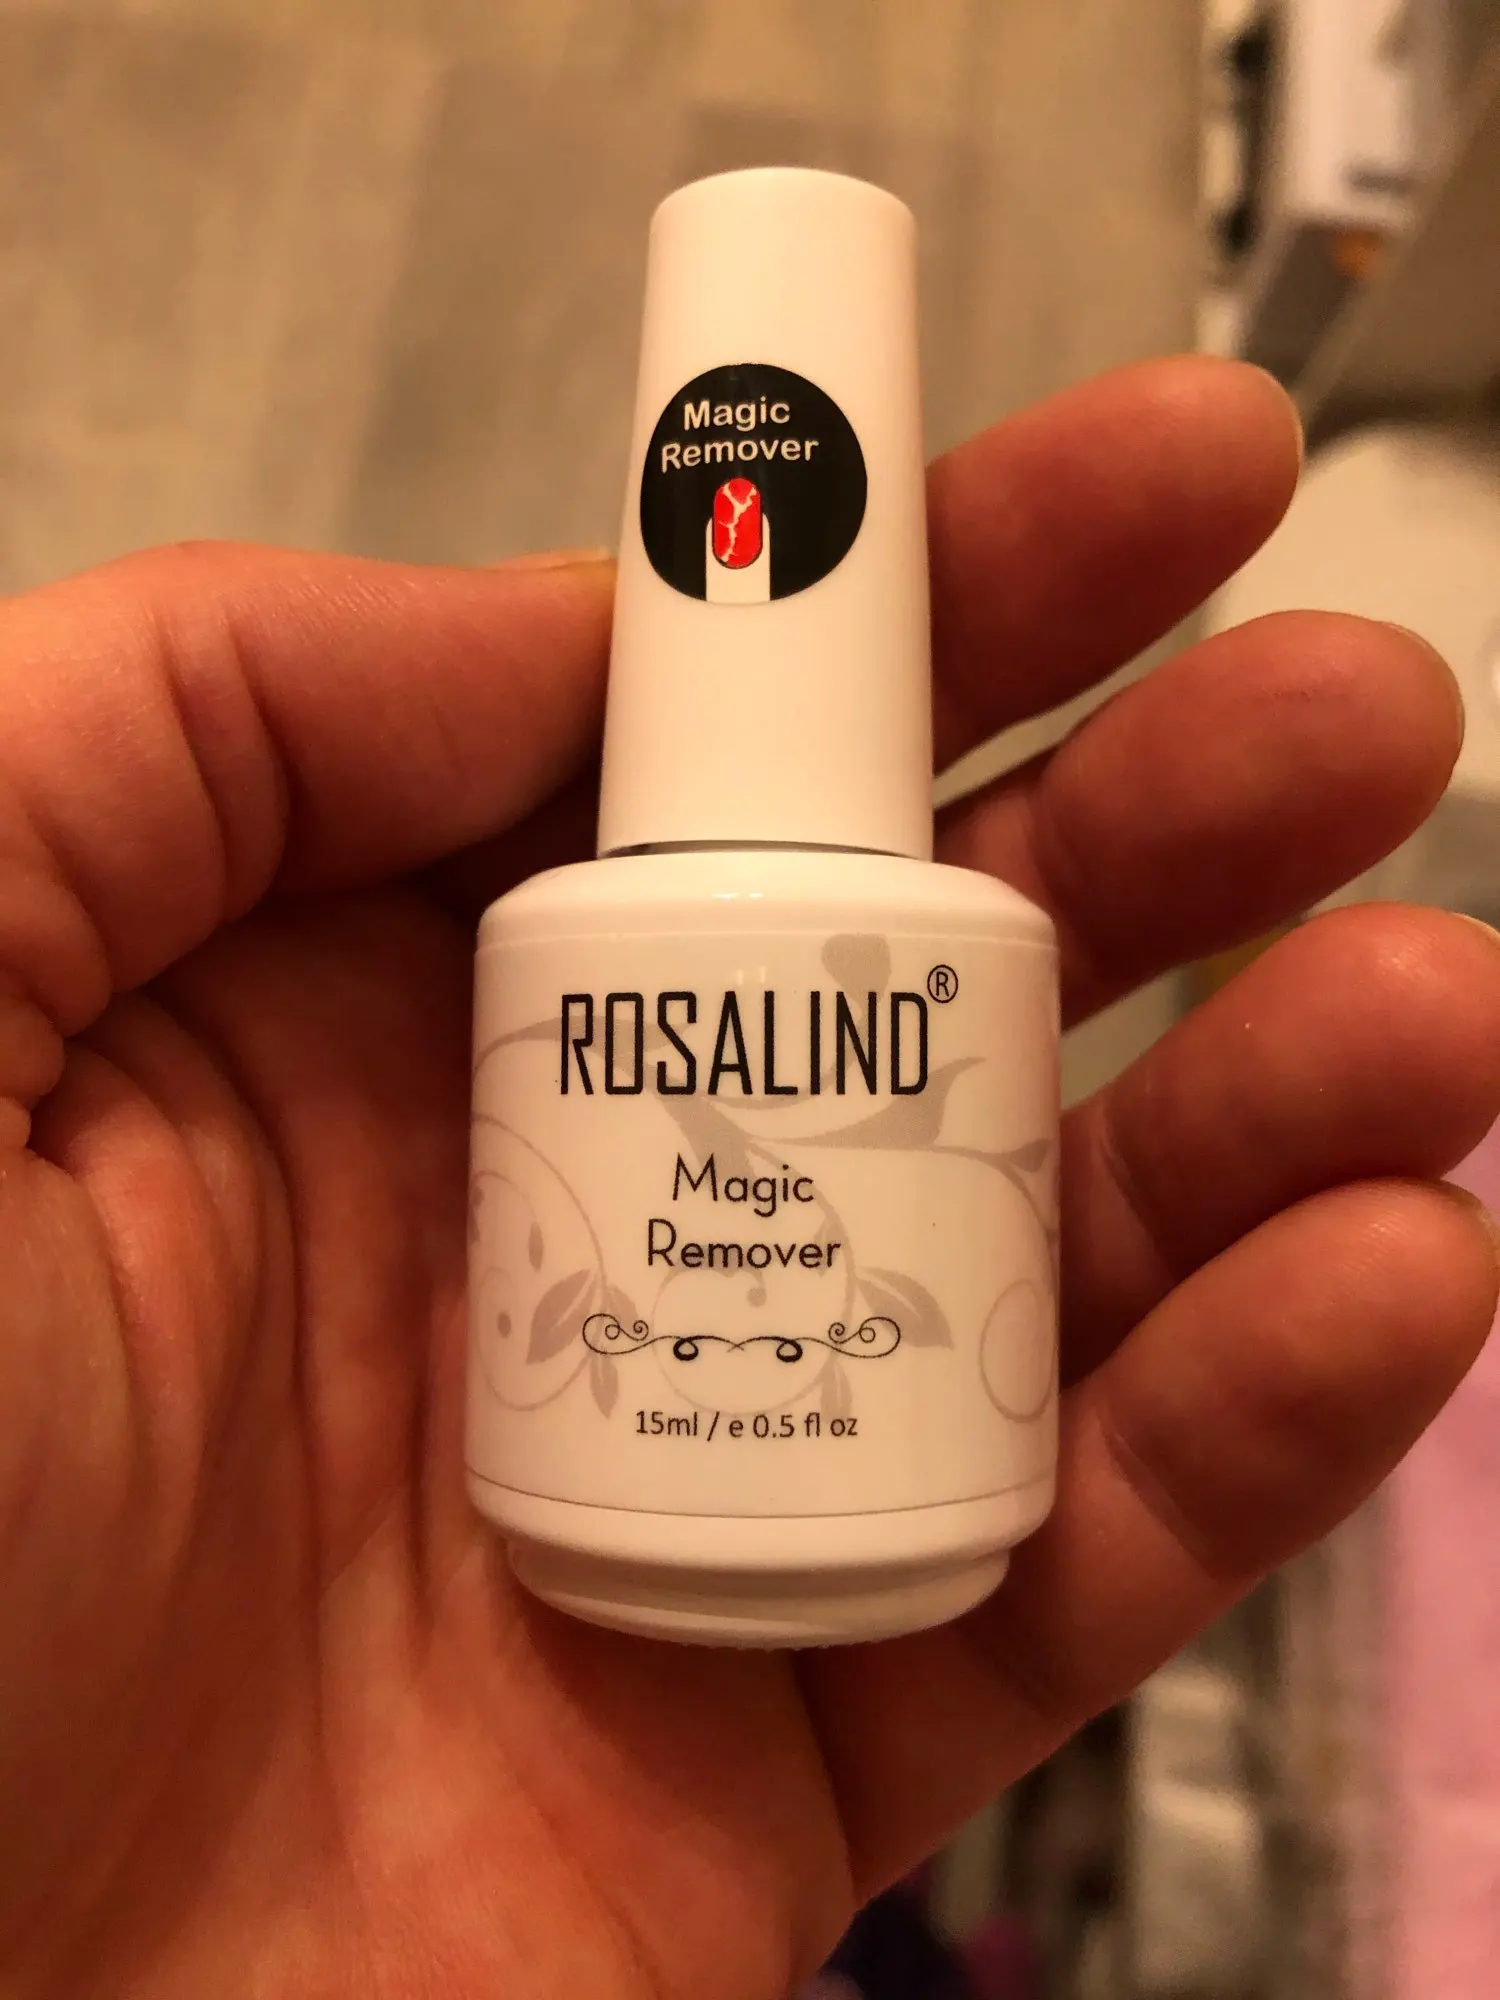 Magic
Remover
ROSALIND®
Magic
Remover
15ml / e 0.5 fl oz